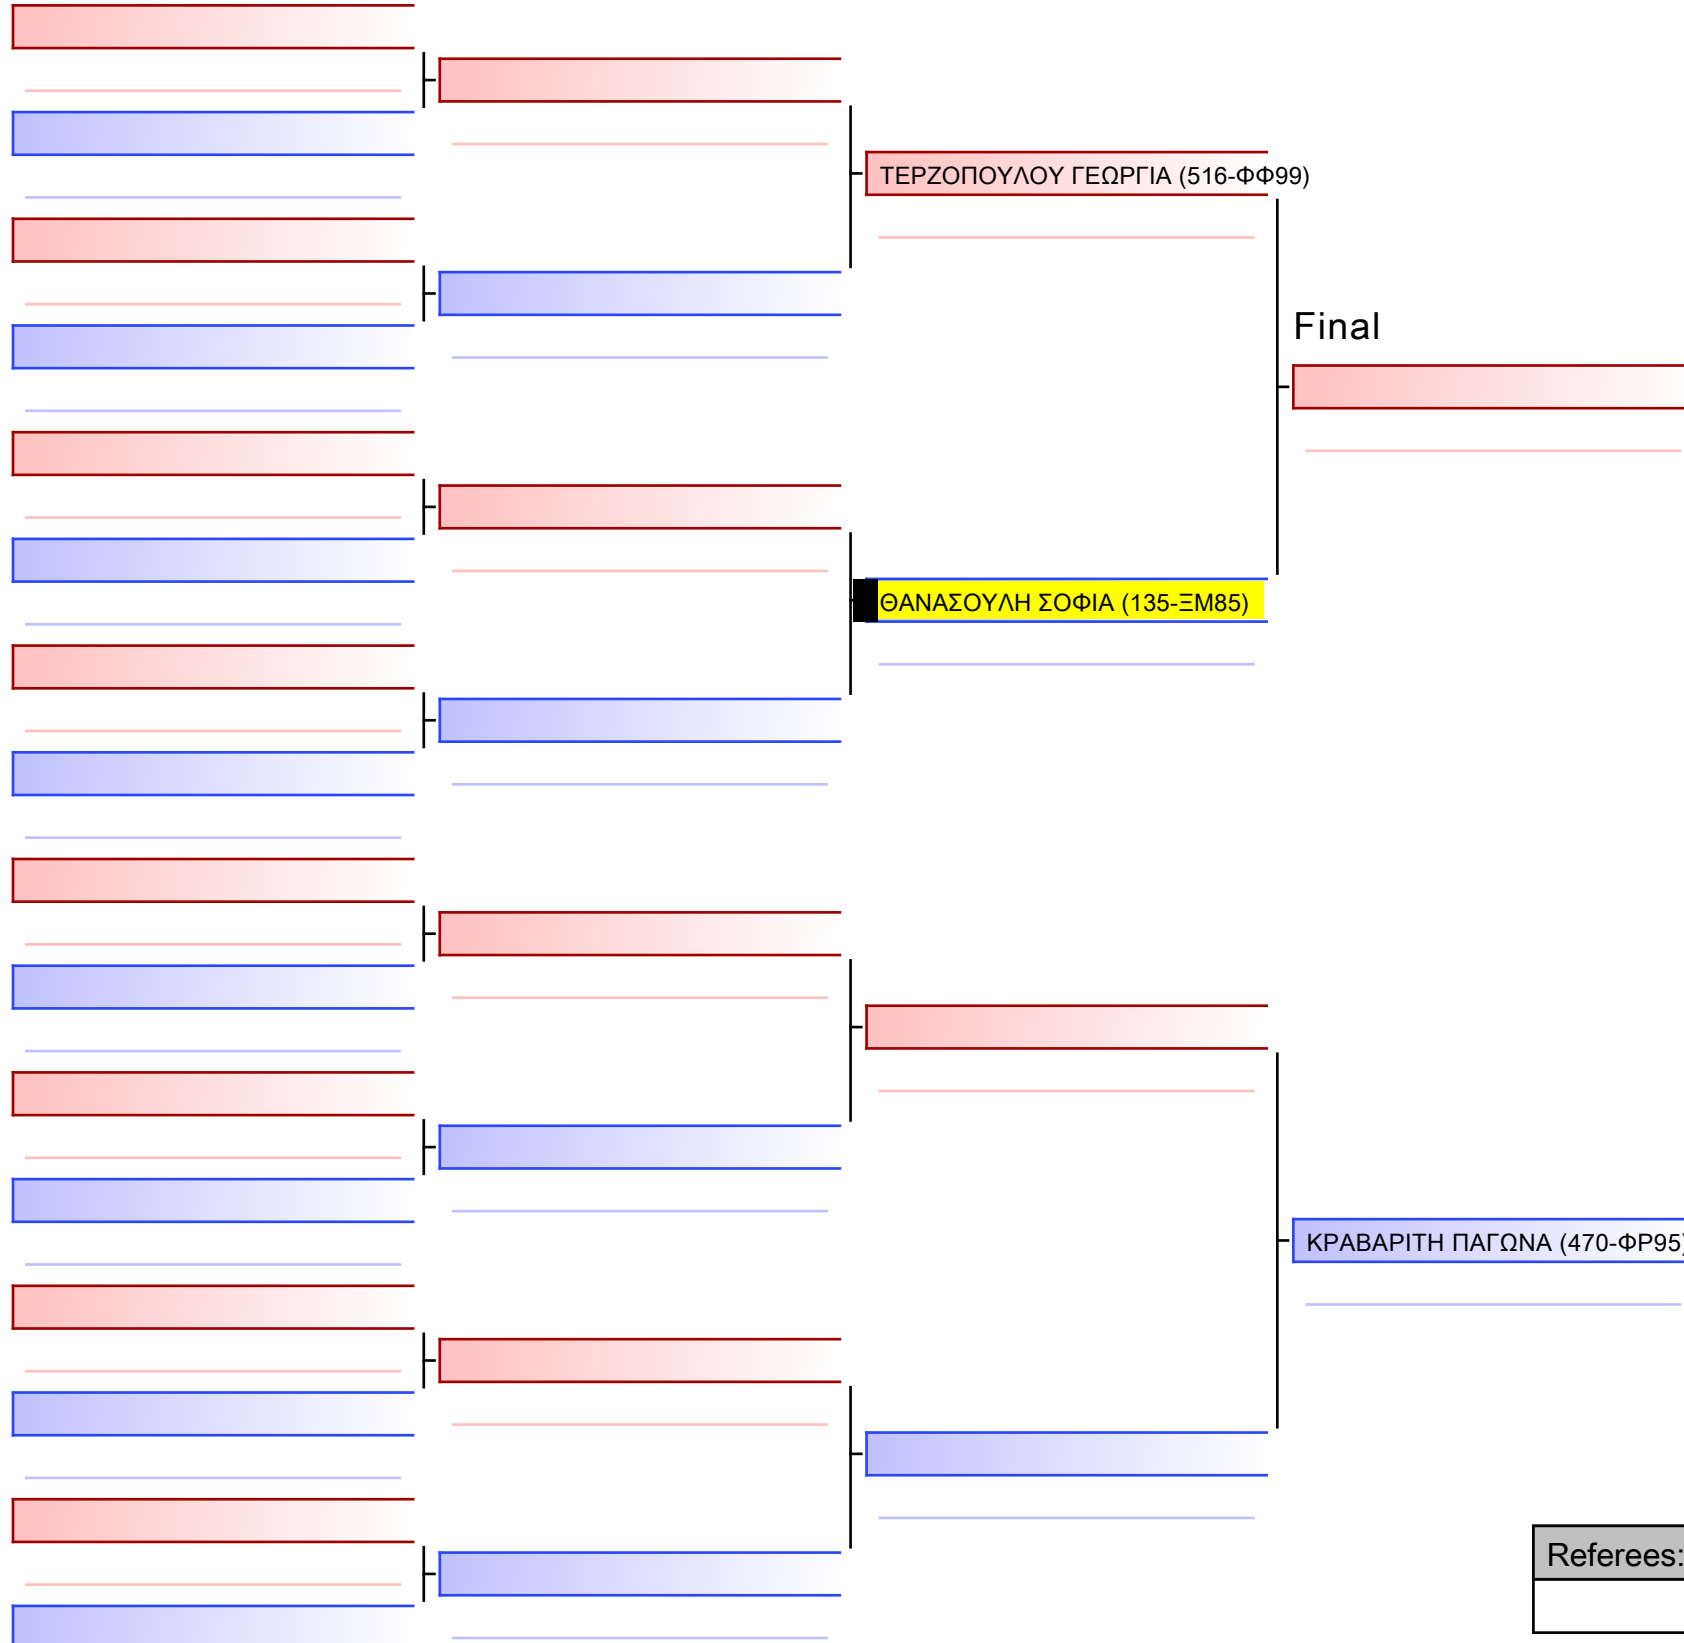 ΤΕΡΖΟΠΟΥΛΟΥ ΓΕΩΡΓΙΑ (516-ΦΦ99)
Final
ΘΑΝΑΣΟΥΛΗ ΣΟΦΙΑ (135-ΞΜ85)
ΚΡΑΒΑΡΙΤΗ ΠΑΓΩΝΑ (470-ΦΡ95)
Referees: